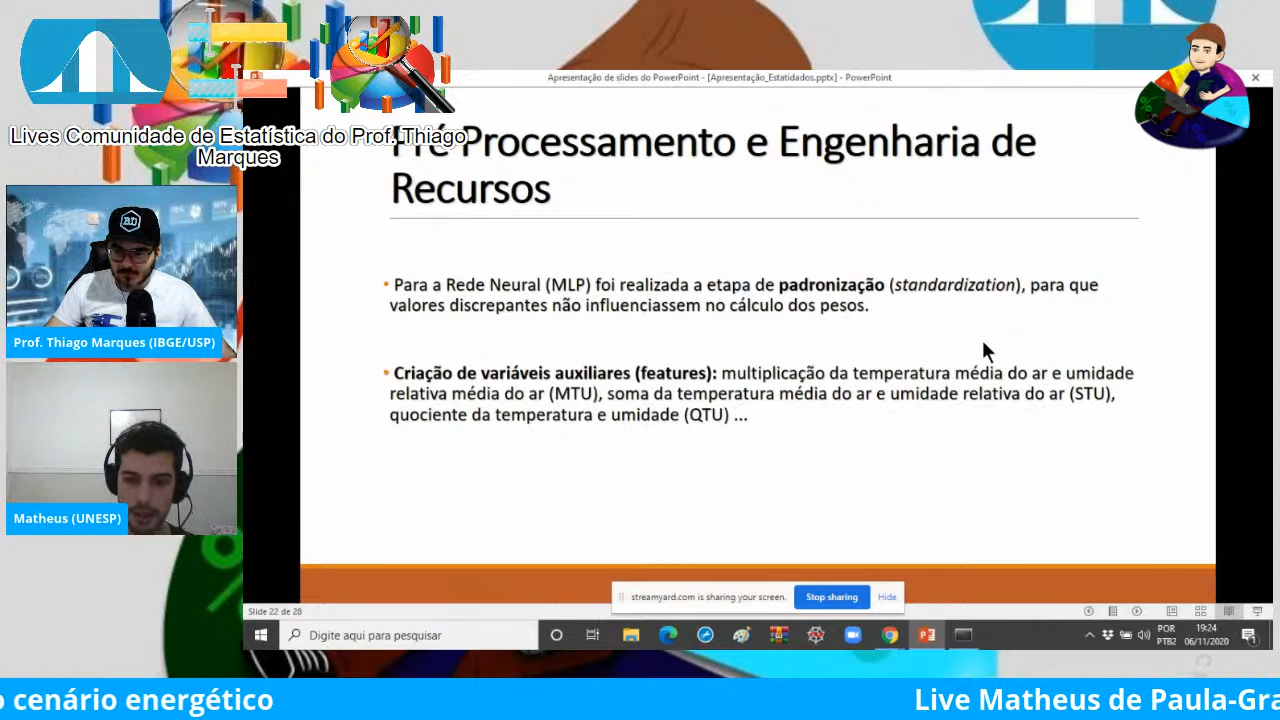 Apresentação de slides do PowerPoint - [Apresentação_Estatidados.pptx] - PowerPoint
Lives Comunidade de Estatística do Prof. Thiago
Marques
Pré Processamento e Engenharia de
Recursos
• Para a Rede Neural (MLP) foi realizada a etapa de padronização (standardization), para que
valores discrepantes não influenciassem no cálculo dos pesos.
• Criação de variáveis auxiliares (features): multiplicação da temperatura média do ar e umidade
relativa média do ar (MTU), soma da temperatura média do ar e umidade relativa do ar (STU),
quociente da temperatura e umidade (QTU) ...
BD
Prof. Thiago Marques (IBGE/USP)
Matheus (UNESP)
streamyard.com is sharing your screen. Stop sharing Hide
Slide 22 de 28
Digite aqui para pesquisar
POR
PTB2
19:24
06/11/2020
o cenário energético
Live Matheus de Paula-Gra